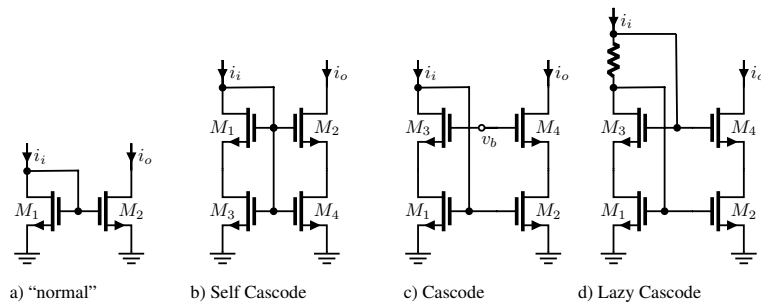 i_i
i_o
M_1
M_2
a) “normal”
i_i
i_o
M_1
M_2
M_3
M_4
b) Self Cascode
i_i
i_o
M_3
v_b
M_4
M_1
M_2
c) Cascode
i_i
i_o
M_3
M_4
M_1
M_2
d) Lazy Cascode